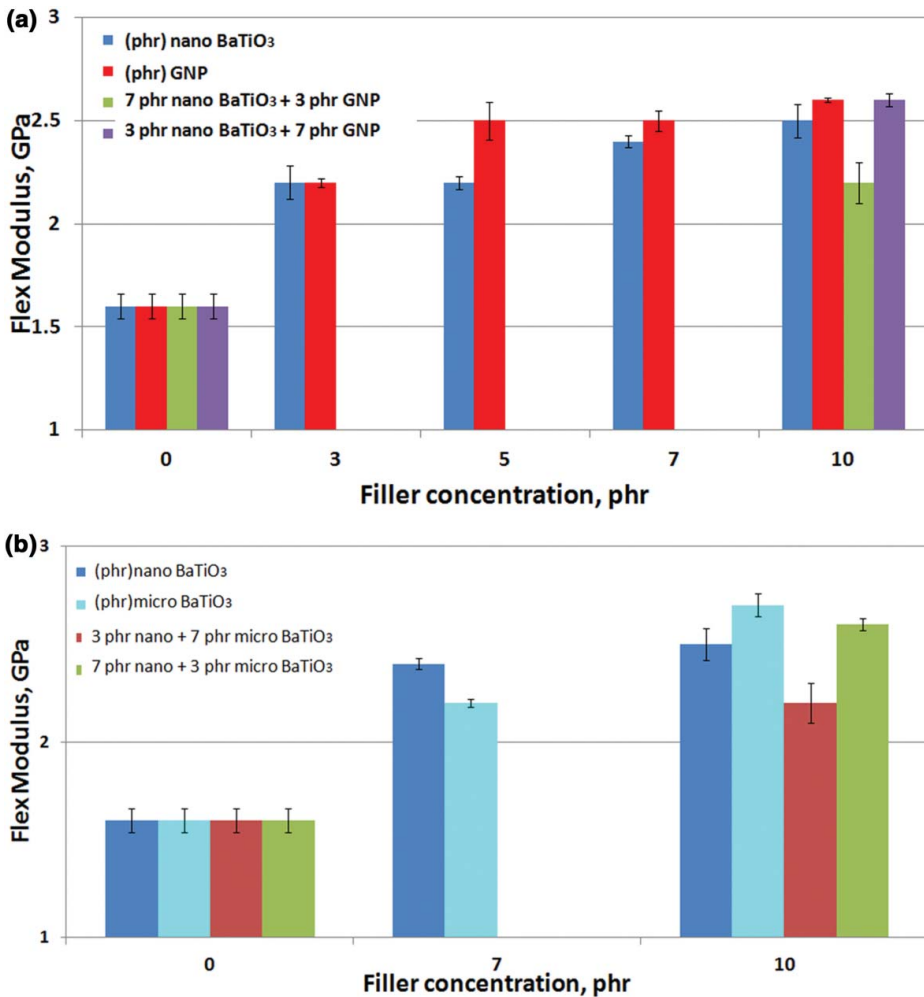 (a)
3
2.5
2
1.5
1
Flex Modulus, GPa
(phr) nano BaTiO₃
(phr) GNP
7 phr nano BaTiO₃ + 3 phr GNP
3 phr nano BaTiO₃ + 7 phr GNP
0 3 5 7 10
Filler concentration, phr
(b)
3
2
1
Flex Modulus, GPa
(phr)nano BaTiO₃
(phr)micro BaTiO₃
3 phr nano + 7 phr micro BaTiO₃
7 phr nano + 3 phr micro BaTiO₃
0 7 10
Filler concentration, phr